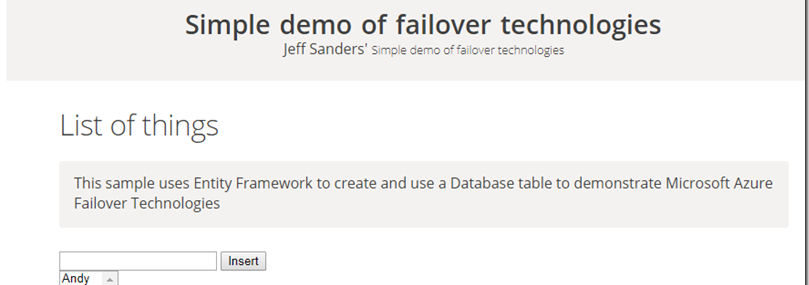 Simple demo of failover technologies
Jeff Sanders' Simple demo of failover technologies
List of things
This sample uses Entity Framework to create and use a Database table to demonstrate Microsoft Azure
Failover Technologies
Insert
Andy